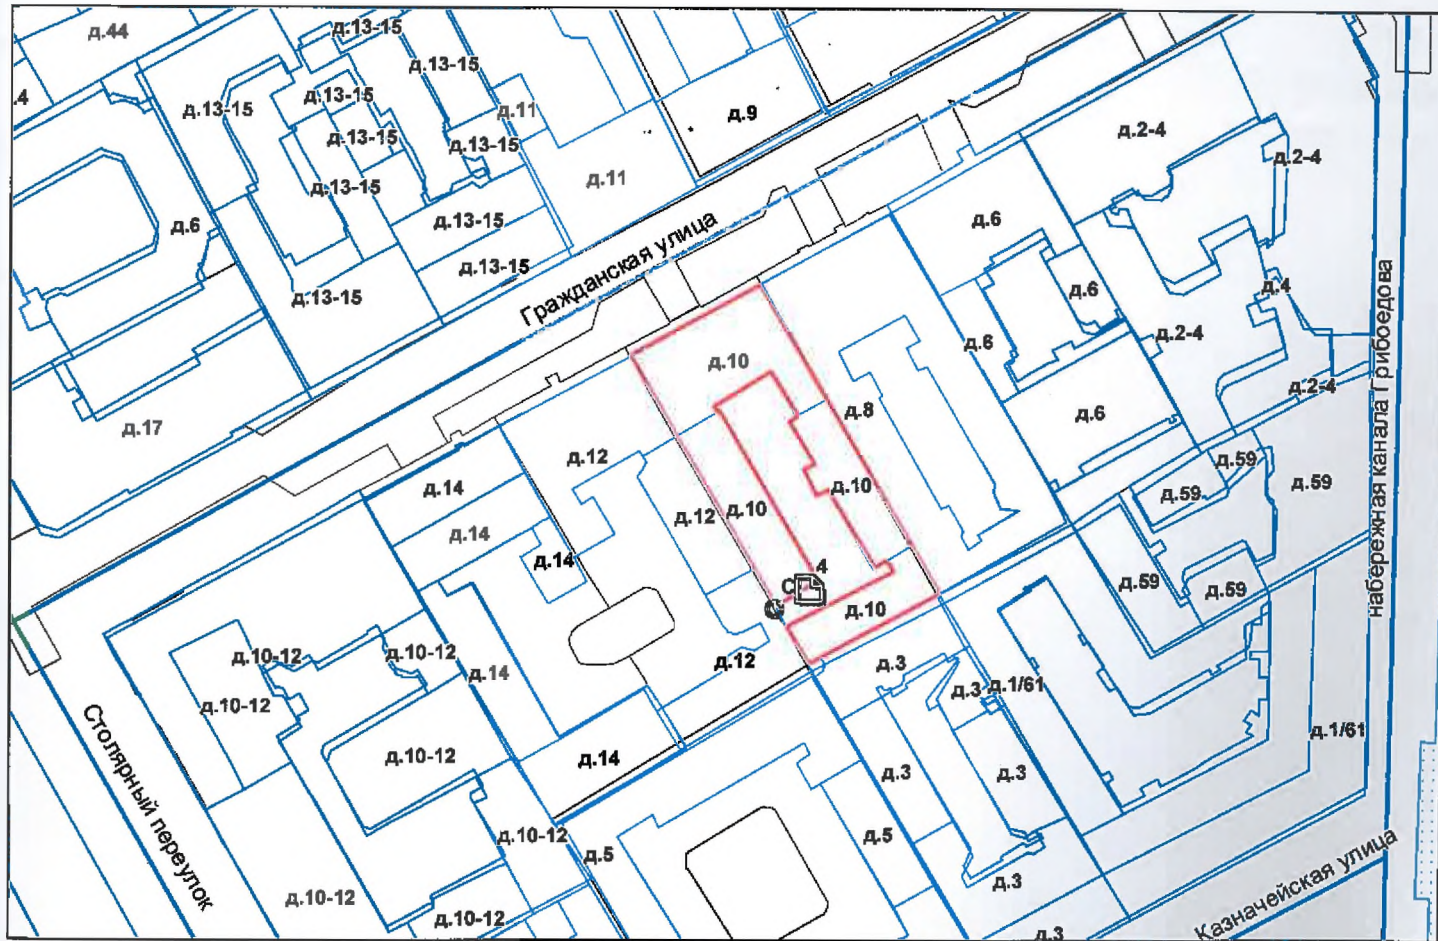 д.44
д.13-15
д.13-15
.4
д.13-15
д.13-15
д.11
д.9
д.13-15
д.13-15
д.2-4
д.2-4
д.13-15
д.11
д.6
д.13-15
д.6
Гражданская улица
д.13-15
д.13-15
д.6
д.4
д.2-4
д.6
д.10
д.2-4
д.8
д.6
д.17
д.12
д.59
д.14
д.10
д.59
д.59
д.12
д.10
д.14
д.14
4
С
д.59
д.59
д.10
набережная канала Грибоедова
д.10-12
д.10-12
д.14
д.12
д.3
д.3
д.1/61
д.10-12
Столярный переулок
д.10-12
д.14
д.3
д.3
д.1/61
д.10-12
д.5
д.5
д.3
д.10-12
д.10-12
д.3
Казначейская улица